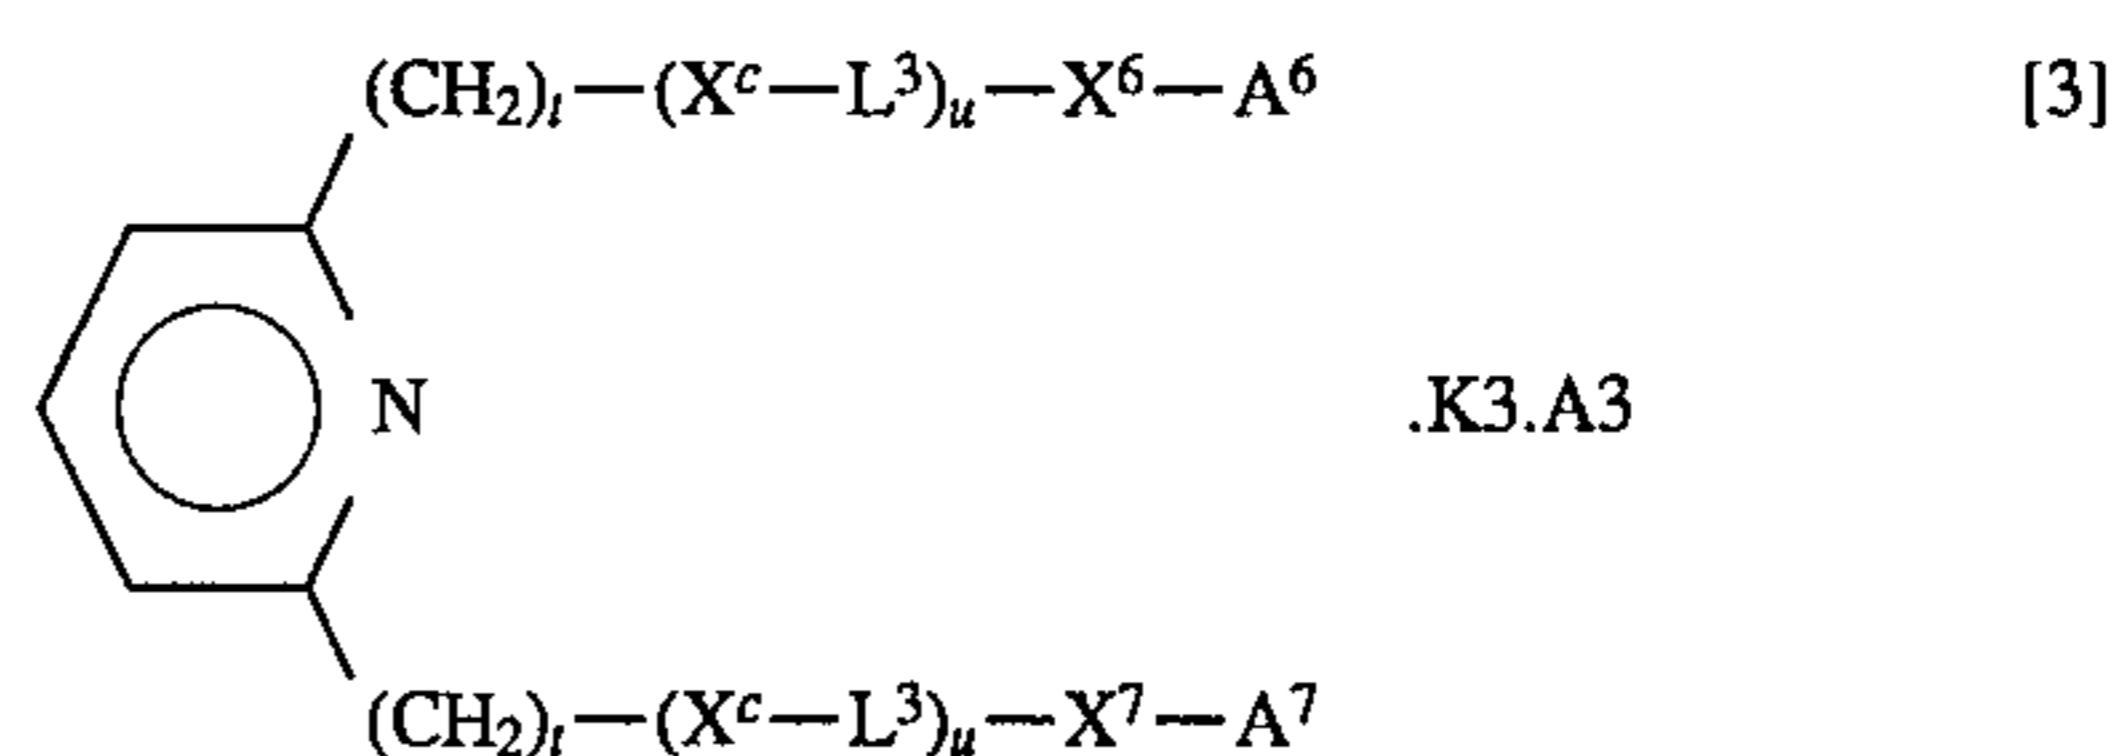 (CH₂)ₜ—(Xᶜ—L³)ᵤ—X⁶—A⁶ [3]
N .K3.A3
(CH₂)ₜ—(Xᶜ—L³)ᵤ—X⁷—A⁷